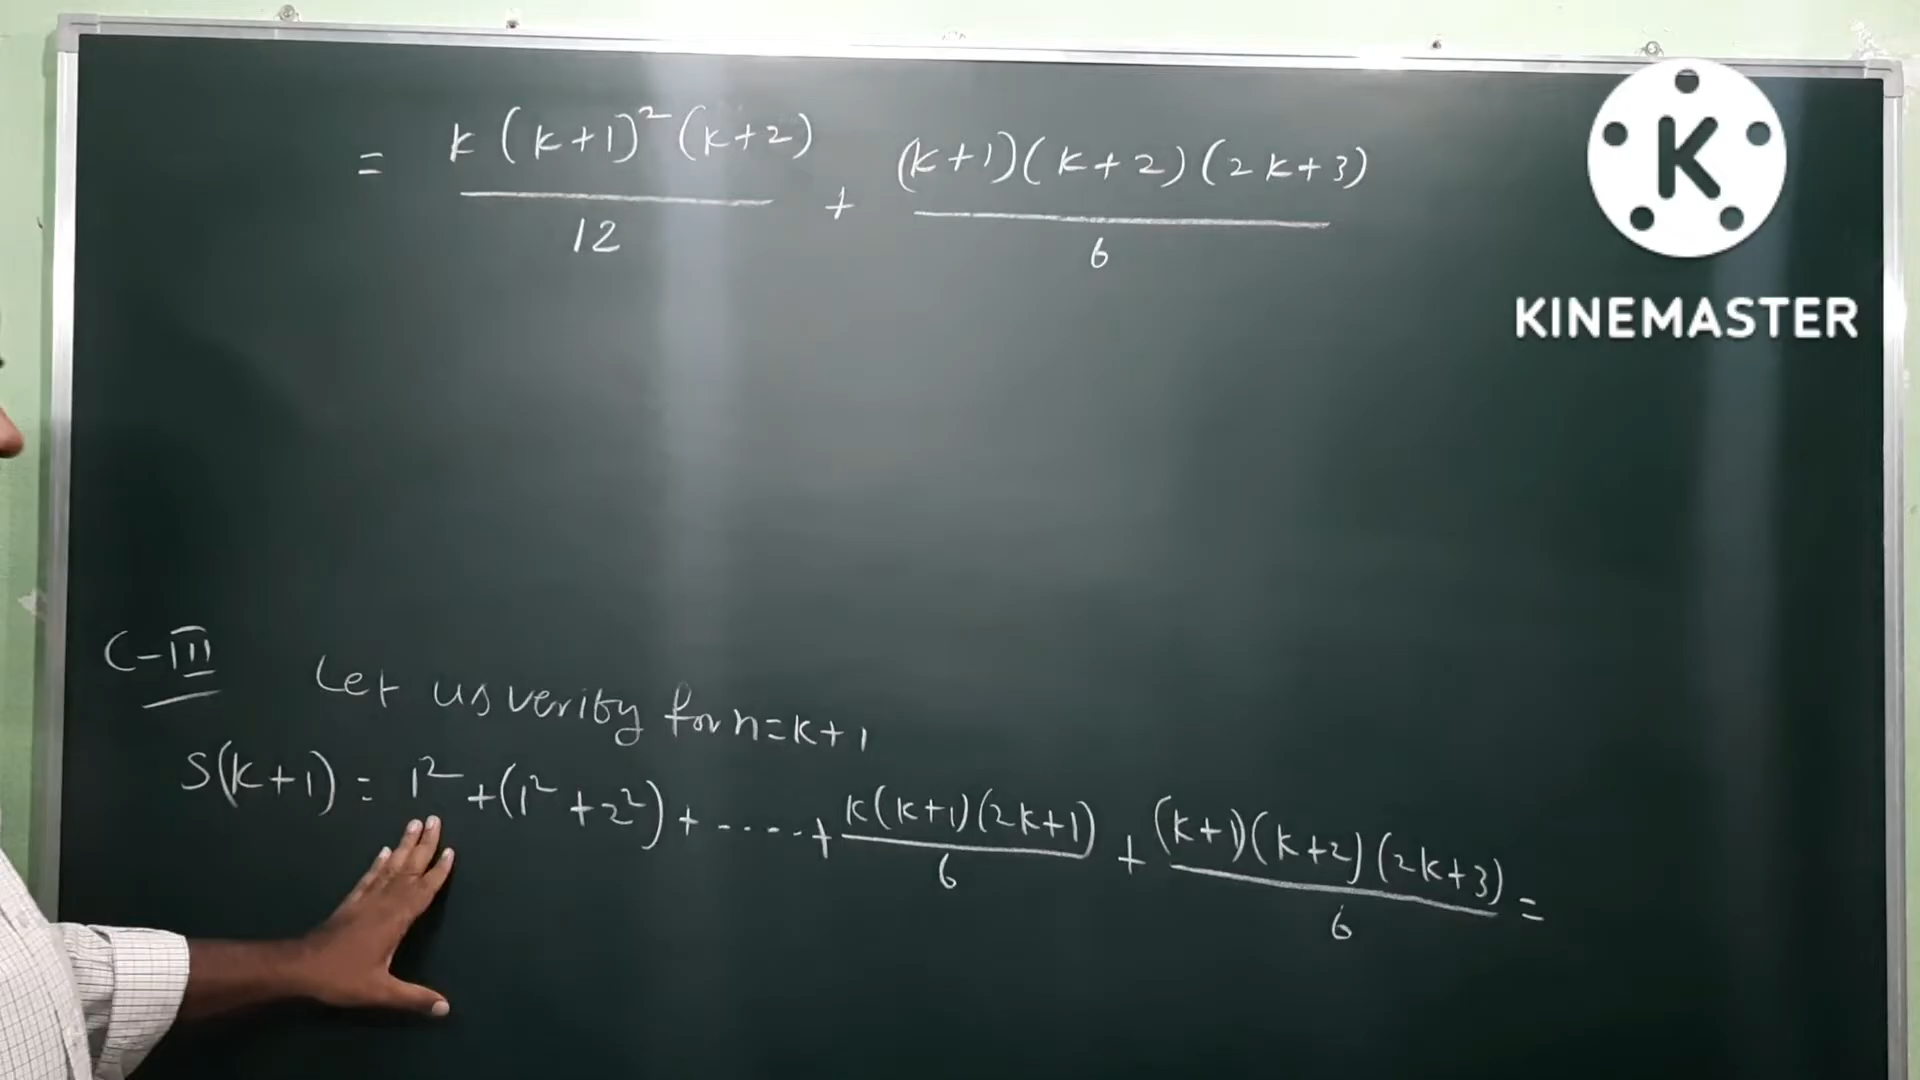 = k(k+1)²(k+2)/12 + (k+1)(k+2)(2k+3)/6
K
KINEMASTER
C-III Let us verify for n=k+1
S(k+1) = 1² + (1² + 2²) + ..... + k(k+1)(2k+1)/6 + (k+1)(k+2)(2k+3)/6 =